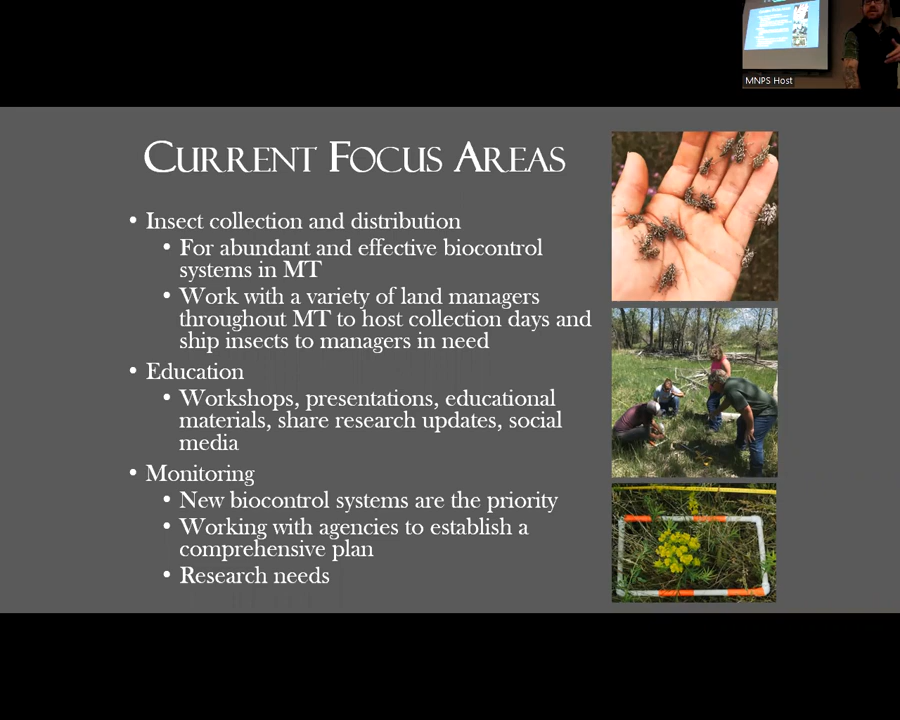 MNPS Host
CURRENT FOCUS AREAS
• Insect collection and distribution
• For abundant and effective biocontrol
systems in MT
• Work with a variety of land managers
throughout MT to host collection days and
ship insects to managers in need
• Education
• Workshops, presentations, educational
materials, share research updates, social
media
• Monitoring
• New biocontrol systems are the priority
• Working with agencies to establish a
comprehensive plan
• Research needs